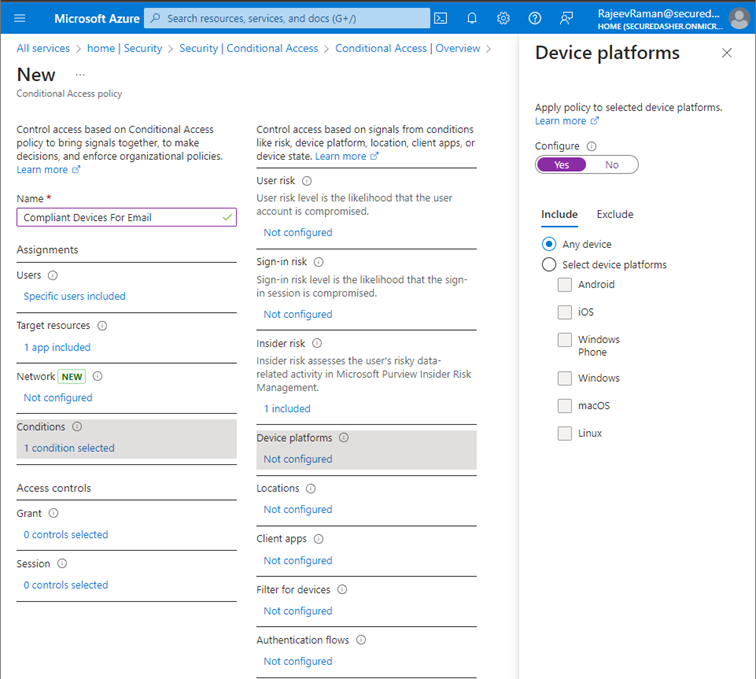 Microsoft Azure
Search resources, services, and docs (G+/)
RajeevRaman@secured...
HOME (SECUREDASHER.ONMICR...
All services > home | Security > Security | Conditional Access > Conditional Access | Overview >
New ...
Conditional Access policy
Control access based on Conditional Access
policy to bring signals together, to make
decisions, and enforce organizational policies.
Learn more
Name *
Compliant Devices For Email
Assignments
Users
Specific users included
Target resources
1 app included
Network NEW
Not configured
Conditions
1 condition selected
Access controls
Grant
0 controls selected
Session
0 controls selected
Control access based on signals from conditions
like risk, device platform, location, client apps, or
device state. Learn more
User risk
User risk level is the likelihood that the user
account is compromised.
Not configured
Sign-in risk
Sign-in risk level is the likelihood that the sign-
in session is compromised.
Not configured
Insider risk
Insider risk assesses the user's risky data-
related activity in Microsoft Purview Insider Risk
Management.
1 included
Device platforms
Not configured
Locations
Not configured
Client apps
Not configured
Filter for devices
Not configured
Authentication flows
Not configured
Device platforms
Apply policy to selected device platforms.
Learn more
Configure
Yes No
Include Exclude
Any device
Select device platforms
Android
iOS
Windows
Phone
Windows
macOS
Linux